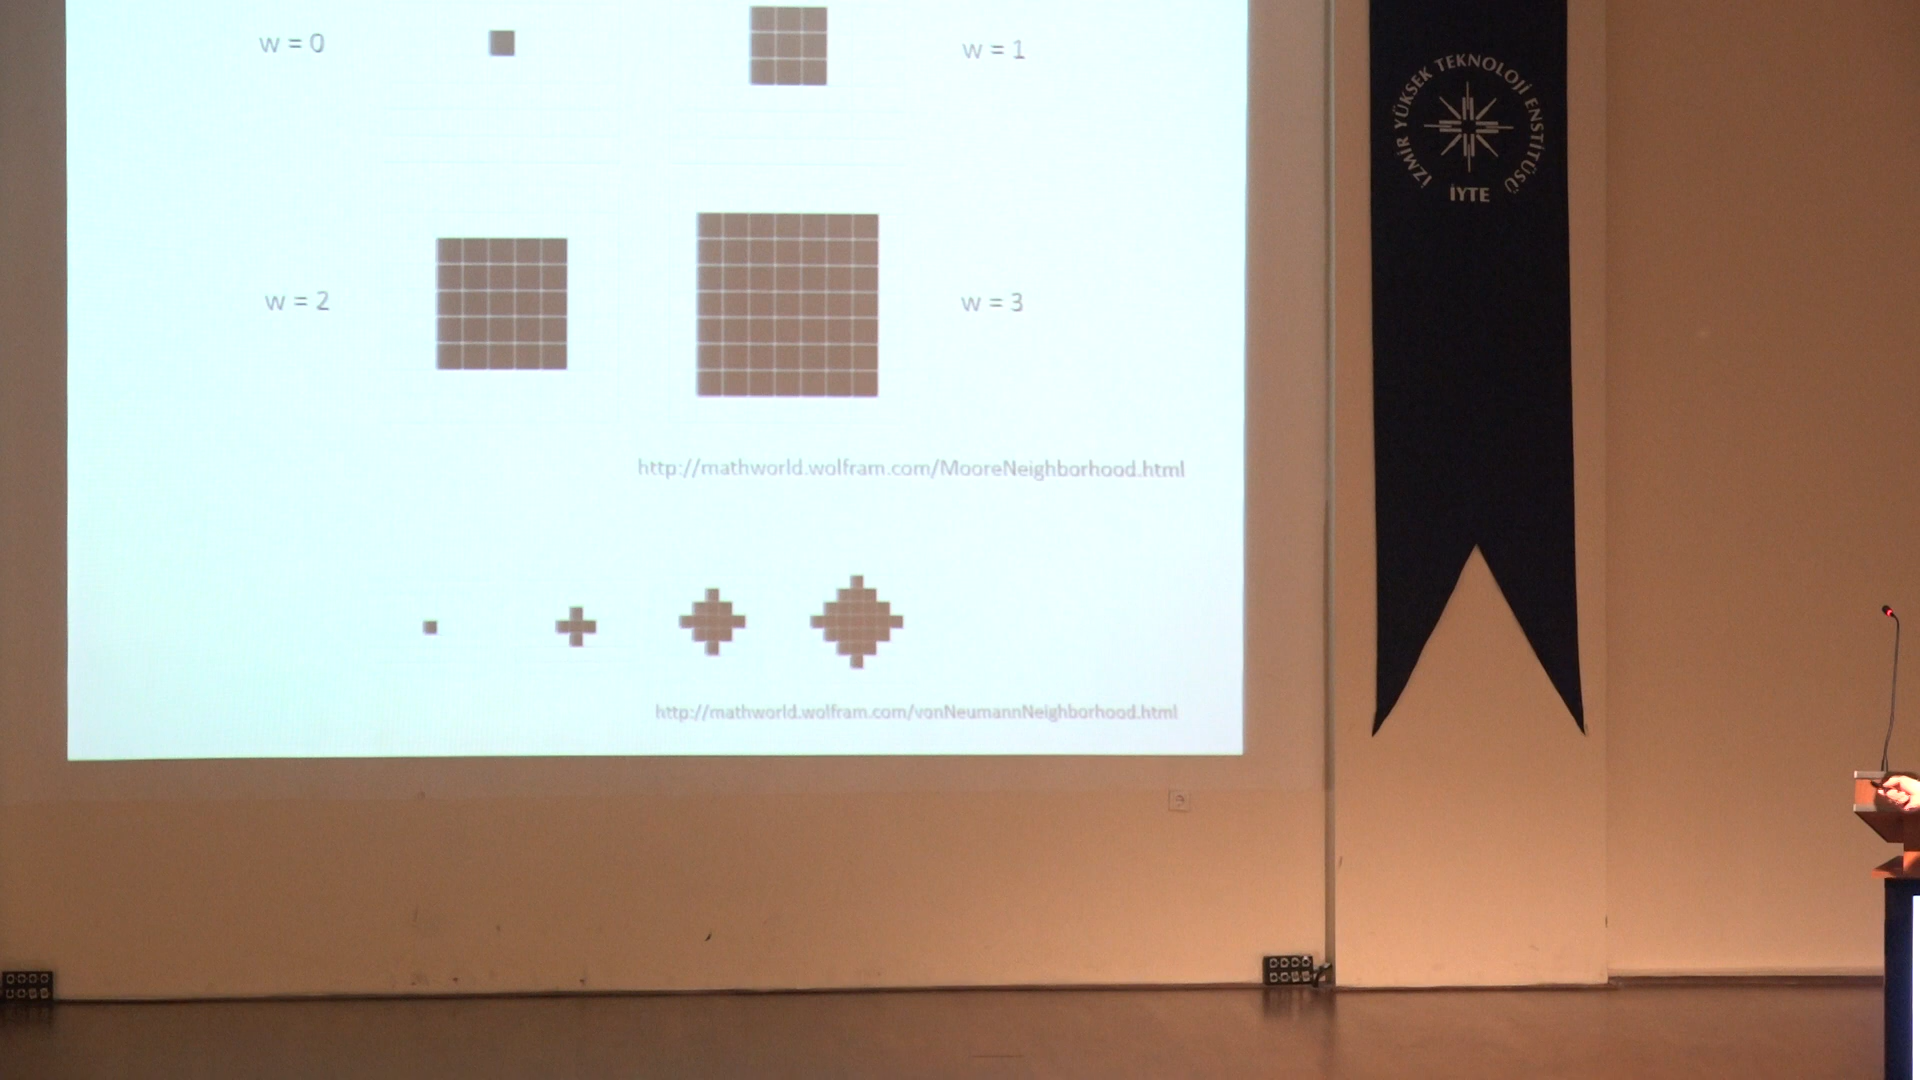 w = 0
w = 1
w = 2
w = 3
http://mathworld.wolfram.com/MooreNeighborhood.html
http://mathworld.wolfram.com/vonNeumannNeighborhood.html
İZMİR YÜKSEK TEKNOLOJİ ENSTİTÜSÜ
İYTE